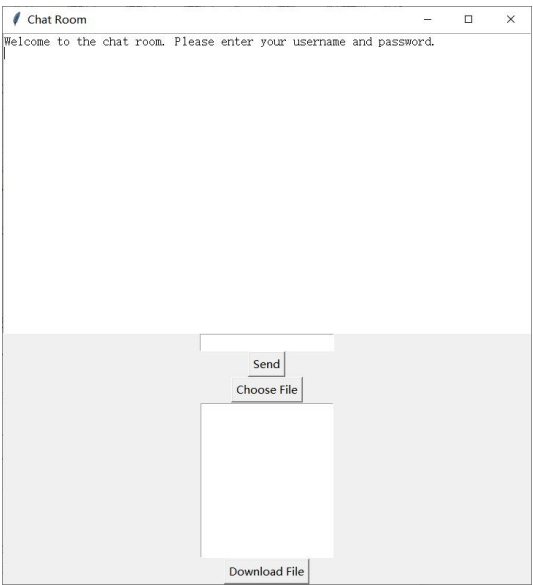 Chat Room
Welcome to the chat room. Please enter your username and password.
Send
Choose File
Download File